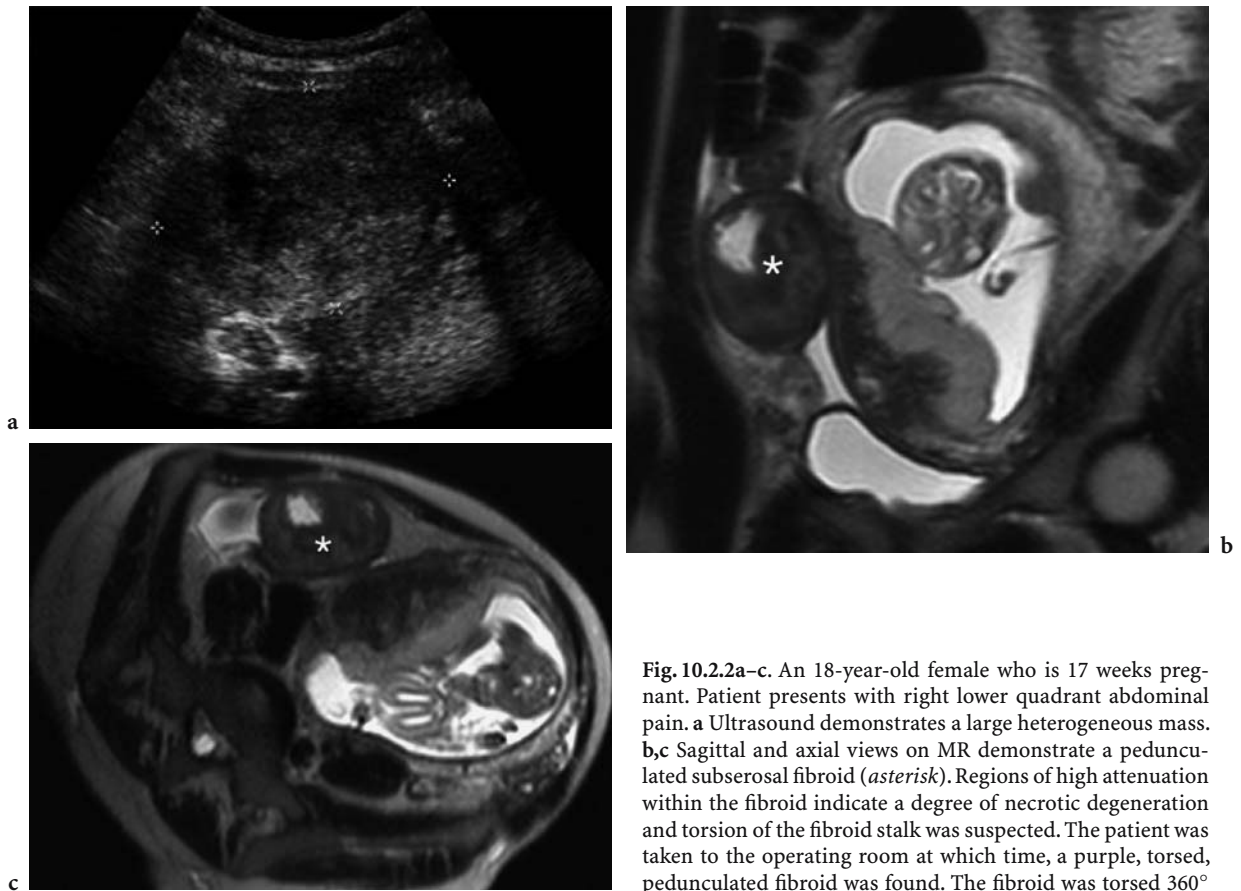 a
b
c
Fig. 10.2.2a–c. An 18-year-old female who is 17 weeks preg-
nant. Patient presents with right lower quadrant abdominal
pain. a Ultrasound demonstrates a large heterogeneous mass.
b,c Sagittal and axial views on MR demonstrate a peduncu-
lated subserosal fibroid (asterisk). Regions of high attenuation
within the fibroid indicate a degree of necrotic degeneration
and torsion of the fibroid stalk was suspected. The patient was
taken to the operating room at which time, a purple, torsed,
pedunculated fibroid was found. The fibroid was torsed 360°